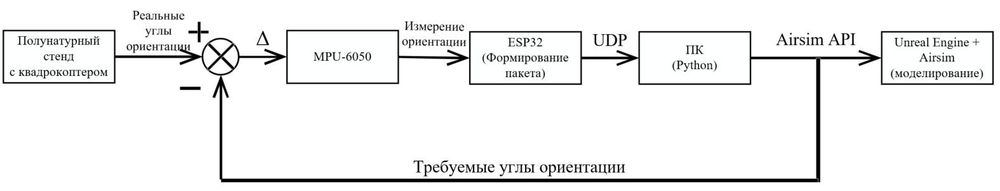 Полунатурный
стенд
с квадрокоптером
Реальные
углы
ориентации
+
−
Δ
MPU-6050
Измерение
ориентации
ESP32
(Формирование
пакета)
UDP
ПК
(Python)
Airsim API
Unreal Engine +
Airsim
(моделирование)
Требуемые углы ориентации